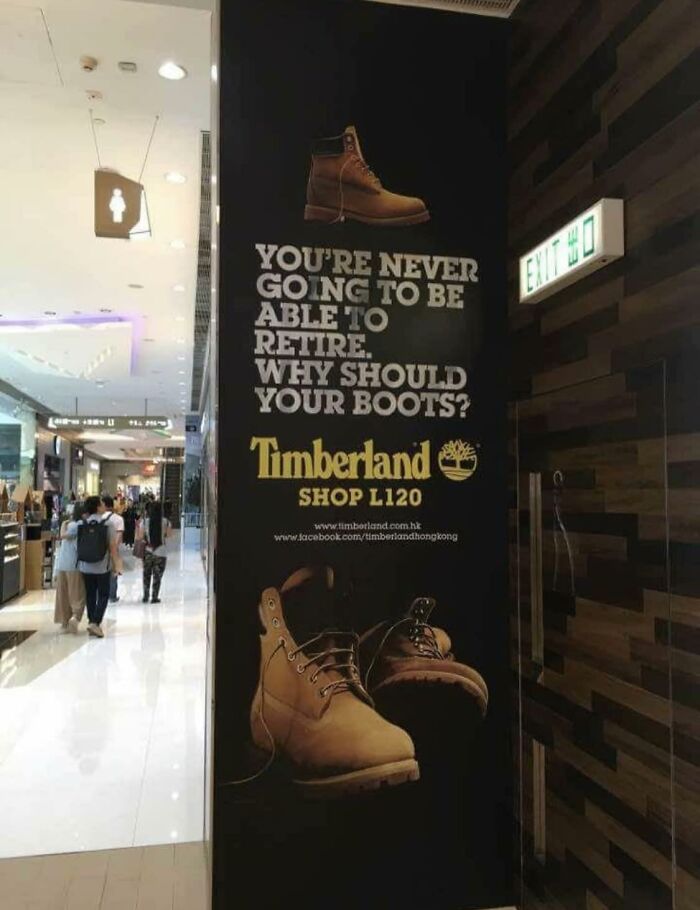 YOU'RE NEVER
GOING TO BE
ABLE TO
RETIRE.
WHY SHOULD
YOUR BOOTS?
Timberland
SHOP L120
www.timberland.com.hk
www.facebook.com/timberlandhongkong
EXIT 出口